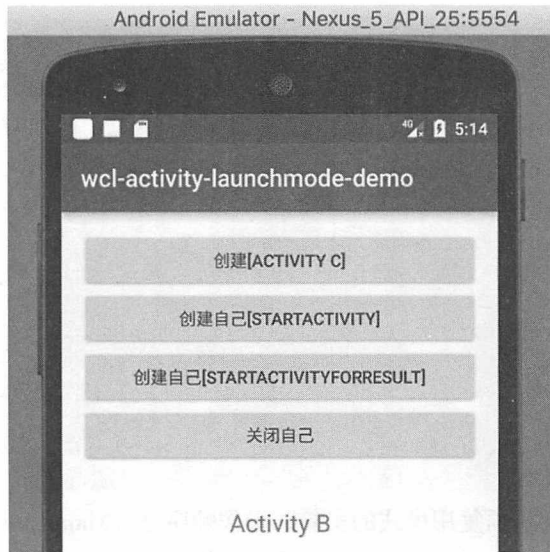 Android Emulator - Nexus_5_API_25:5554
4G 5:14
wcl-activity-launchmode-demo
创建[ACTIVITY C]
创建自己[STARTACTIVITY]
创建自己[STARTACTIVITYFORRESULT]
关闭自己
Activity B